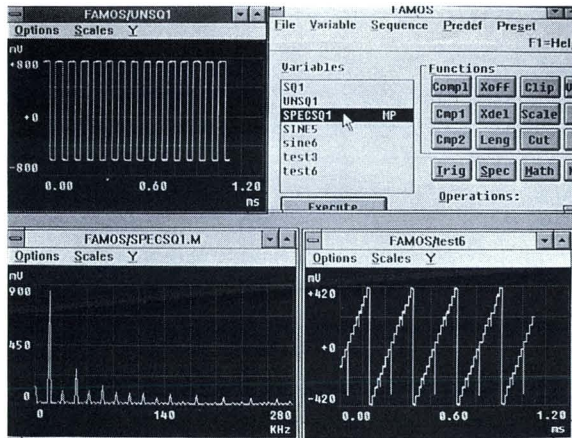 FAMOS/UNSQ1
Options Scales Y
mV
+800
+0
-800
0.00 0.60 1.20
ms
FAMOS
File Variable Sequence Predef Preset
F1=Hel
Variables
SQ1
UNSQ1
SPECSQ1 MP
SINE5
sine6
test3
test6
Execute
Functions
Compl Xoff Clip
Cmp1 Xdel Scale
Cmp2 Leng Cut
Trig Spec Math
Operations:
FAMOS/SPECSQ1.M
Options Scales Y
mV
900
450
0
0 140 280
KHz
FAMOS/test6
Options Scales Y
mV
+420
+0
-420
0.00 0.60 1.20
ms